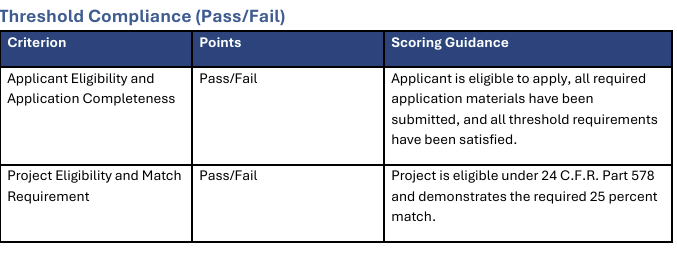 Threshold Compliance (Pass/Fail)
Criterion
Points
Scoring Guidance
Applicant Eligibility and
Application Completeness
Pass/Fail
Applicant is eligible to apply, all required
application materials have been
submitted, and all threshold requirements
have been satisfied.
Project Eligibility and Match
Requirement
Pass/Fail
Project is eligible under 24 C.F.R. Part 578
and demonstrates the required 25 percent
match.